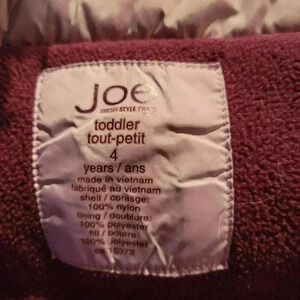 Joe
FRESH STYLE
toddler
tout-petit
4
years / ans
made in vietnam
fabriqué au vietnam
shell / corsage:
100% nylon
lining / doublure:
100% polyester
fill / bourre:
100% polyester